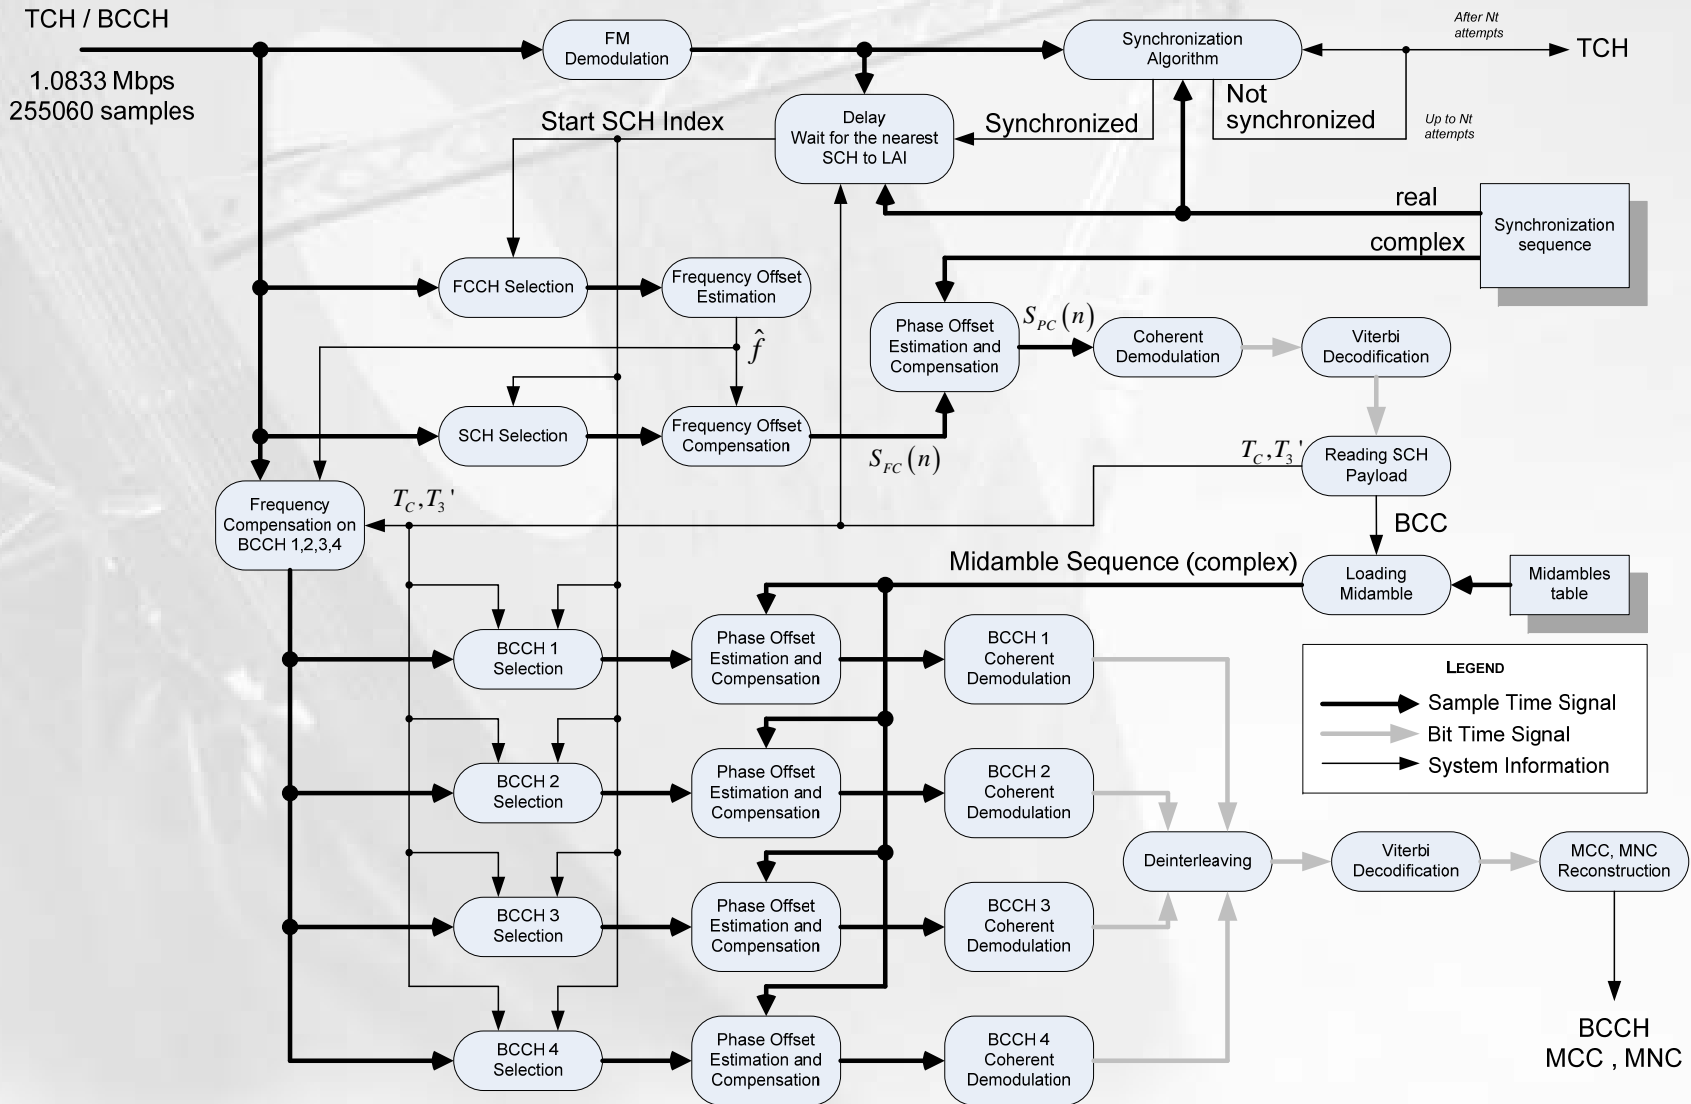 TCH / BCCH
1.0833 Mbps
255060 samples
FM
Demodulation
Synchronization
Algorithm
After Nt
attempts
TCH
Not
synchronized
Up to Nt
attempts
Synchronized
Delay
Wait for the nearest
SCH to LAI
Start SCH Index
real
complex
Synchronization
sequence
FCCH Selection
Frequency Offset
Estimation
f̂
SCH Selection
Frequency Offset
Compensation
S_FC(n)
Phase Offset
Estimation and
Compensation
S_PC(n)
Coherent
Demodulation
Viterbi
Decodification
Reading SCH
Payload
T_C,T_3'
BCC
T_C,T_3'
Frequency
Compensation on
BCCH 1,2,3,4
Midamble Sequence (complex)
Loading
Midamble
Midambles
table
BCCH 1
Selection
Phase Offset
Estimation and
Compensation
BCCH 1
Coherent
Demodulation
BCCH 2
Selection
Phase Offset
Estimation and
Compensation
BCCH 2
Coherent
Demodulation
BCCH 3
Selection
Phase Offset
Estimation and
Compensation
BCCH 3
Coherent
Demodulation
BCCH 4
Selection
Phase Offset
Estimation and
Compensation
BCCH 4
Coherent
Demodulation
LEGEND
Sample Time Signal
Bit Time Signal
System Information
Deinterleaving
Viterbi
Decodification
MCC, MNC
Reconstruction
BCCH
MCC , MNC